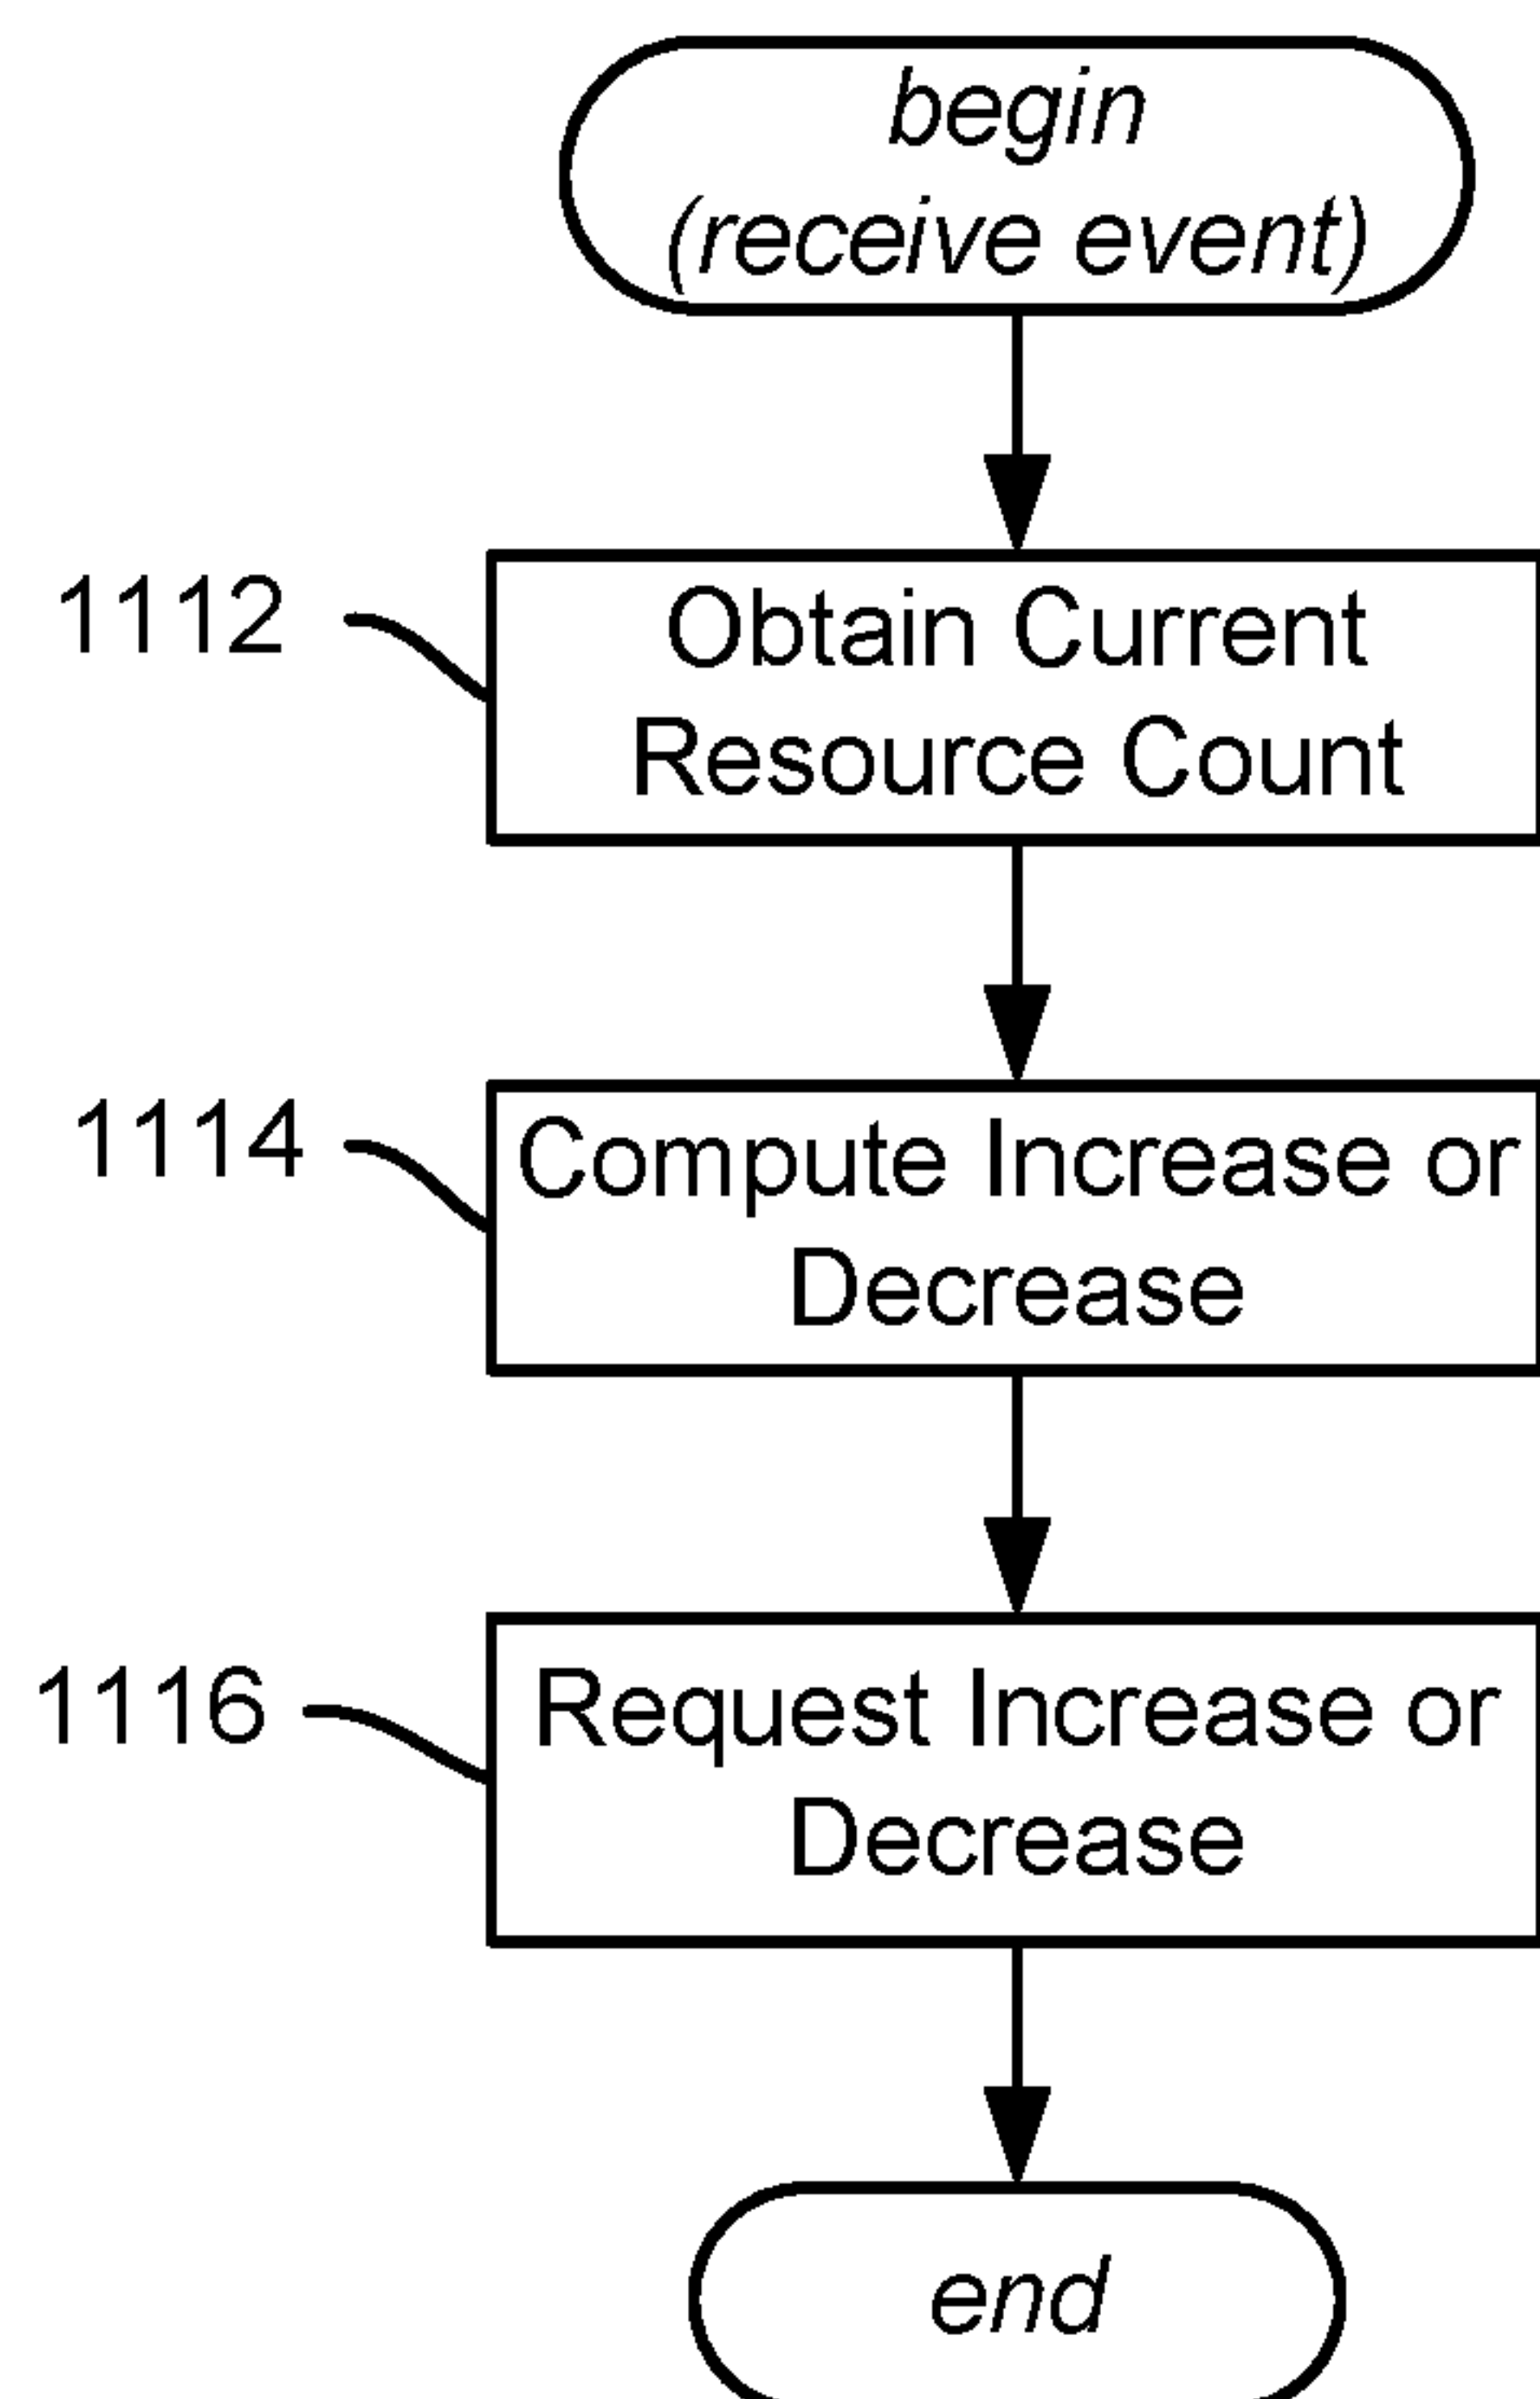 begin
(receive event)
1112
Obtain Current
Resource Count
1114
Compute Increase or
Decrease
1116
Request Increase or
Decrease
end